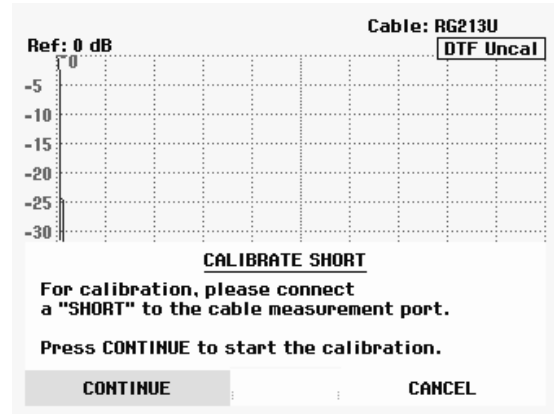 Cable: RG213U
Ref: 0 dB
DTF Uncal
0
-5
-10
-15
-20
-25
-30
CALIBRATE SHORT
For calibration, please connect
a "SHORT" to the cable measurement port.
Press CONTINUE to start the calibration.
CONTINUE CANCEL